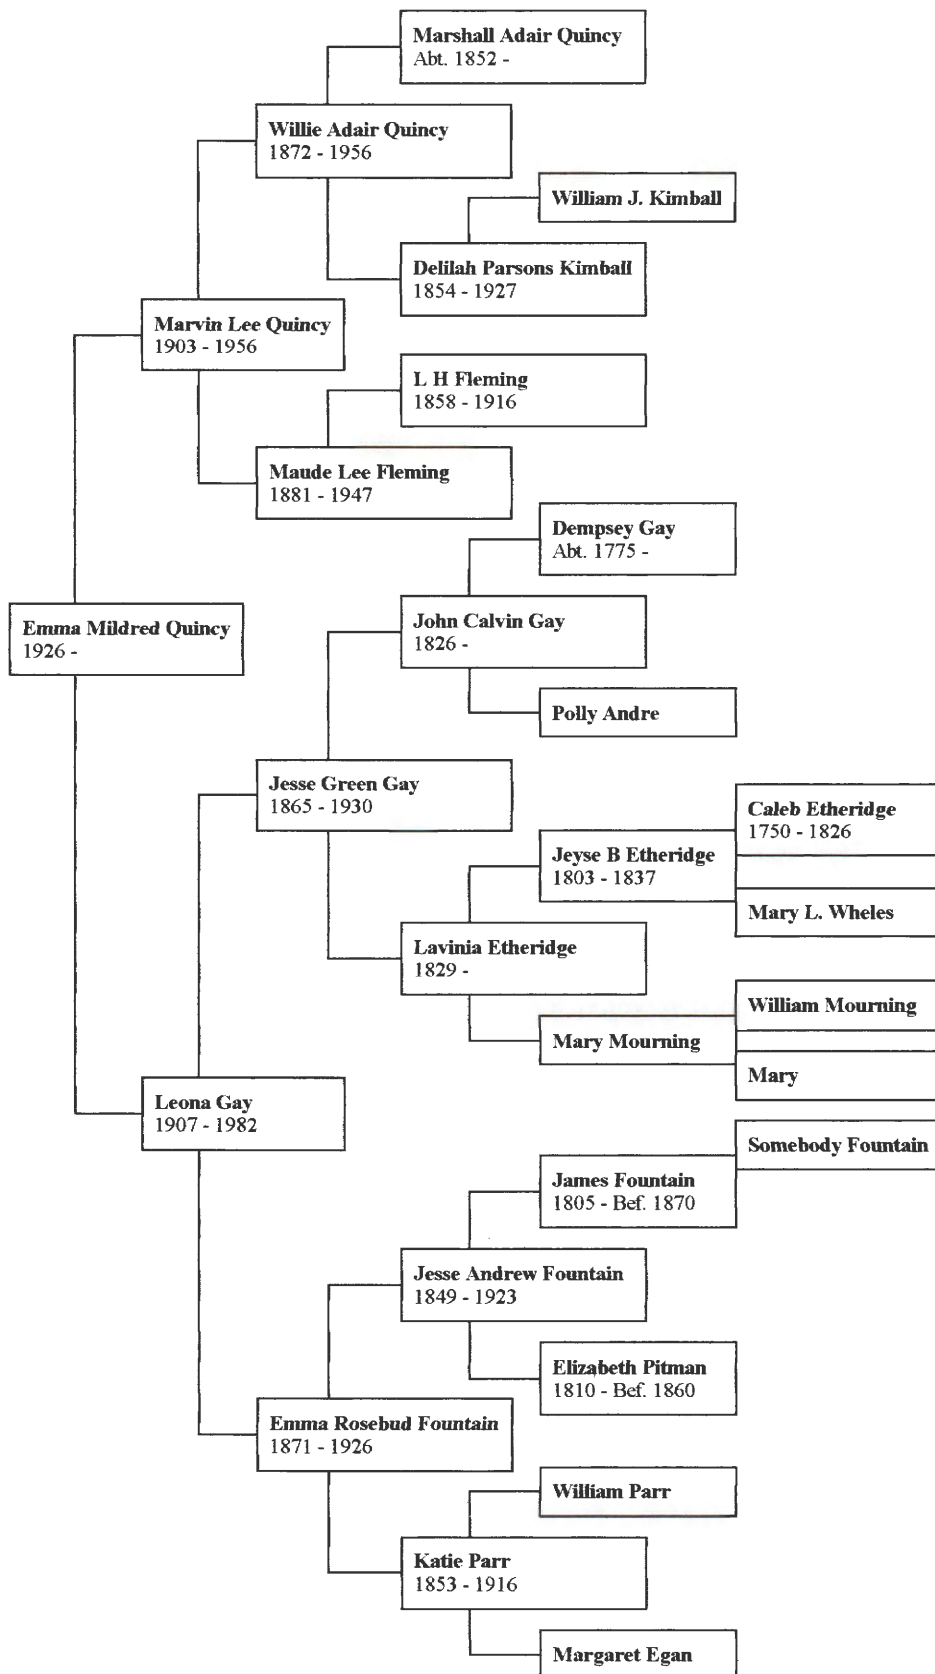 Marshall Adair Quincy
Abt. 1852 -
Willie Adair Quincy
1872 - 1956
William J. Kimball
Delilah Parsons Kimball
1854 - 1927
Marvin Lee Quincy
1903 - 1956
L H Fleming
1858 - 1916
Maude Lee Fleming
1881 - 1947
Dempsey Gay
Abt. 1775 -
John Calvin Gay
1826 -
Emma Mildred Quincy
1926 -
Polly Andre
Jesse Green Gay
1865 - 1930
Caleb Etheridge
1750 - 1826
Jeyse B Etheridge
1803 - 1837
Mary L. Wheles
Lavinia Etheridge
1829 -
William Mourning
Mary Mourning
Mary
Leona Gay
1907 - 1982
Somebody Fountain
James Fountain
1805 - Bef. 1870
Jesse Andrew Fountain
1849 - 1923
Elizabeth Pitman
1810 - Bef. 1860
Emma Rosebud Fountain
1871 - 1926
William Parr
Katie Parr
1853 - 1916
Margaret Egan